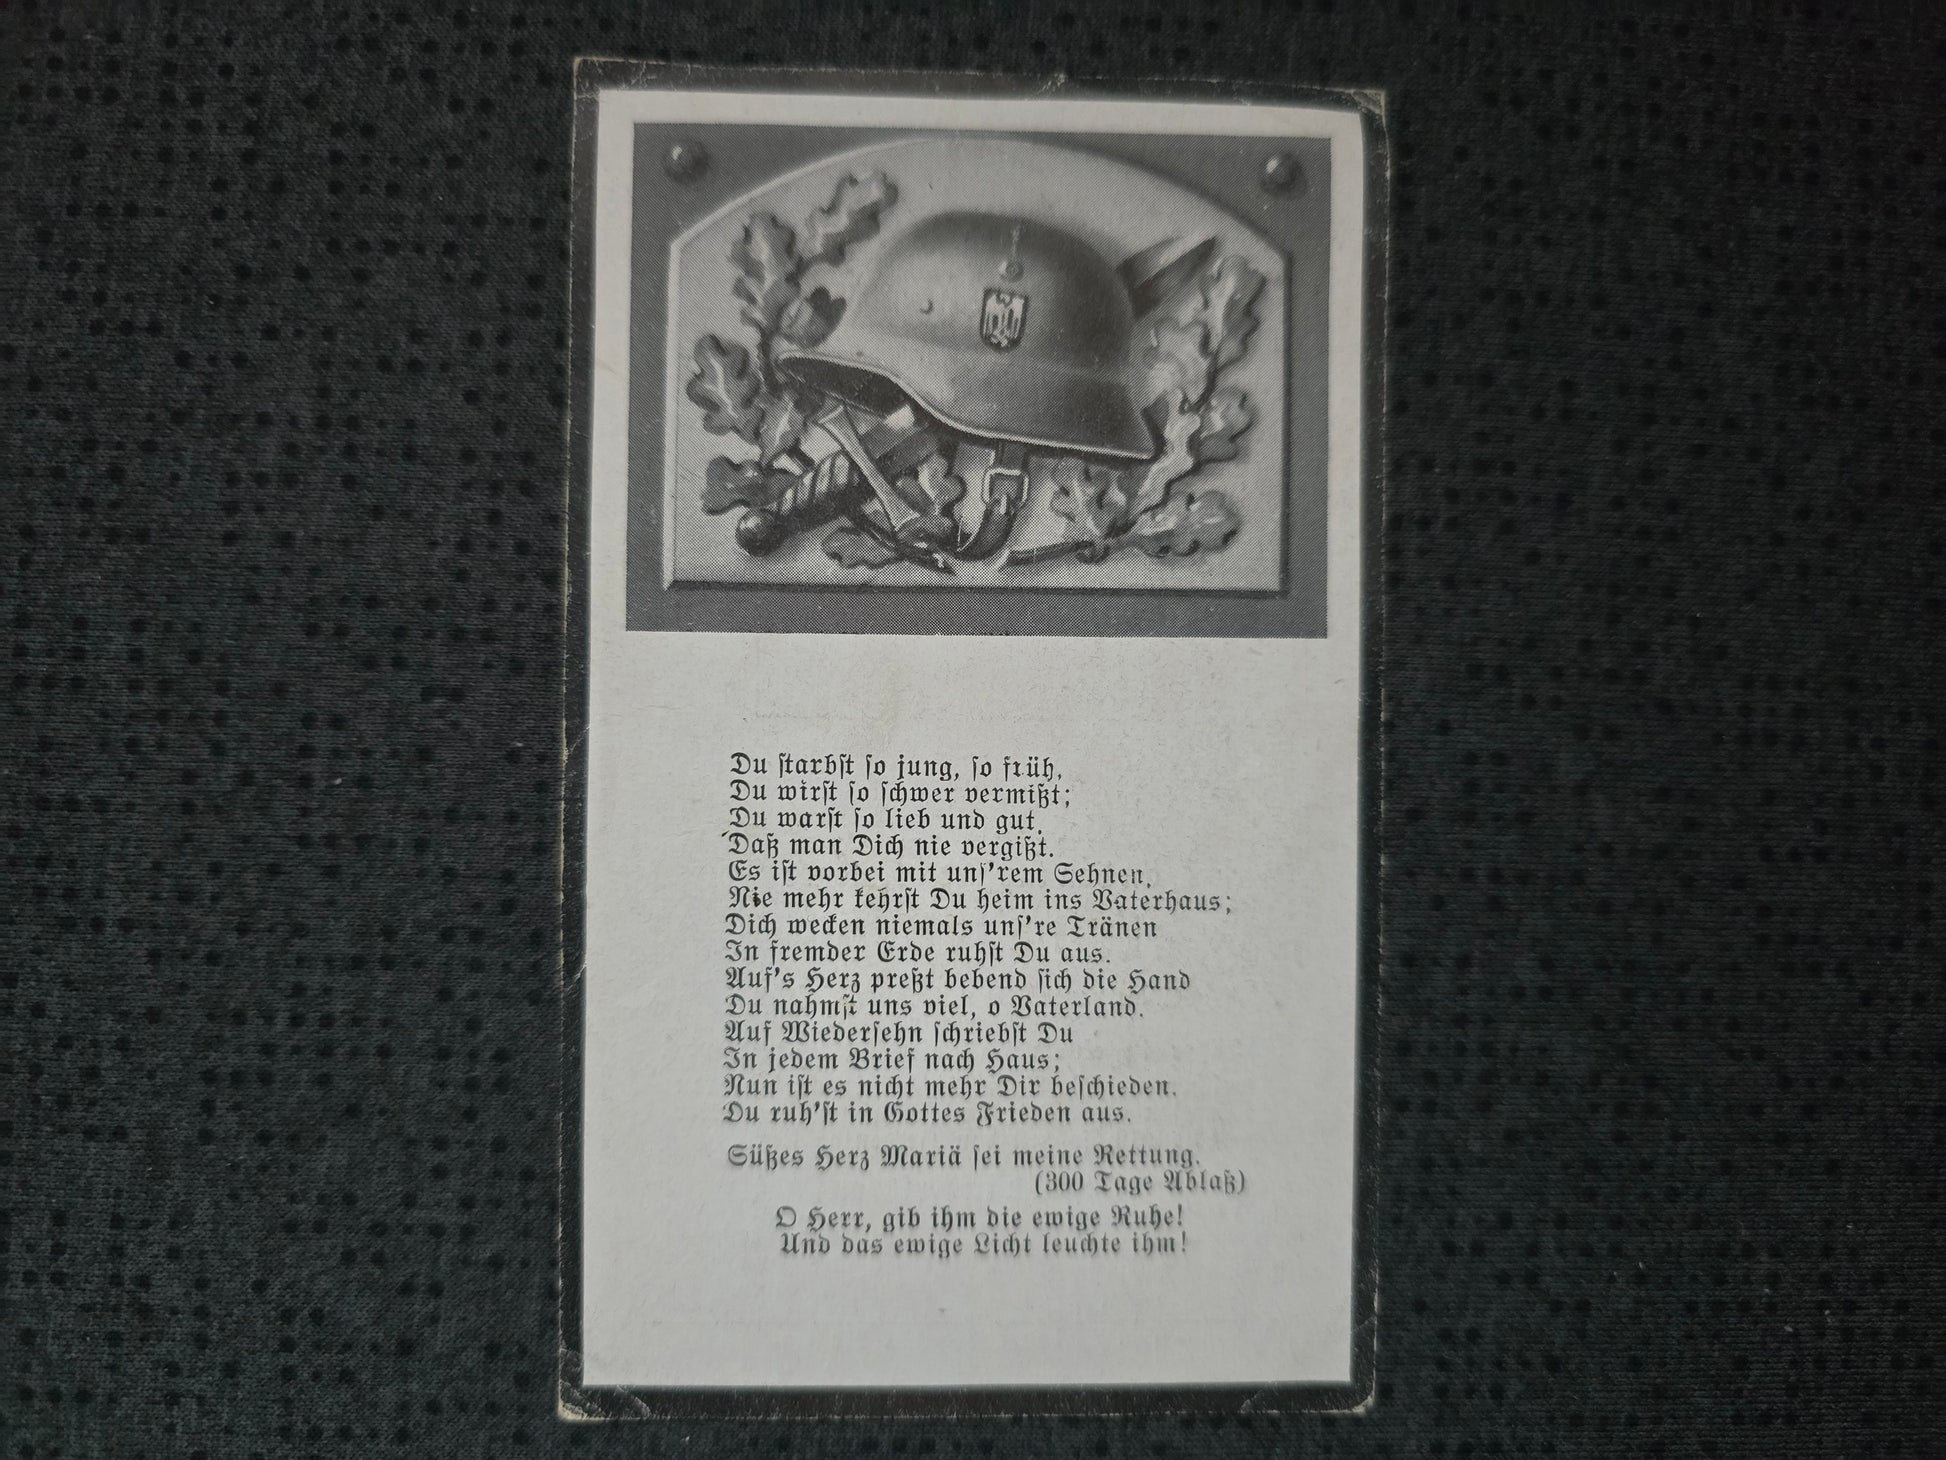 Du starbst so jung, so früh,
Du wirst so schwer vermißt;
Du warst so lieb und gut,
Daß man Dich nie vergißt.
Es ist vorbei mit uns'rem Sehnen,
Nie mehr kehrst Du heim ins Vaterhaus;
Dich wecken niemals uns're Tränen
In fremder Erde ruhst Du aus.
Auf's Herz preßt bebend sich die Hand
Du nahmst uns viel, o Vaterland.
Auf Wiedersehn schriebst Du
In jedem Brief nach Haus;
Nun ist es nicht mehr Dir beschieden.
Du ruh'st in Gottes Frieden aus.
Süßes Herz Mariä sei meine Rettung.
(300 Tage Ablaß)
O Herr, gib ihm die ewige Ruhe!
Und das ewige Licht leuchte ihm!